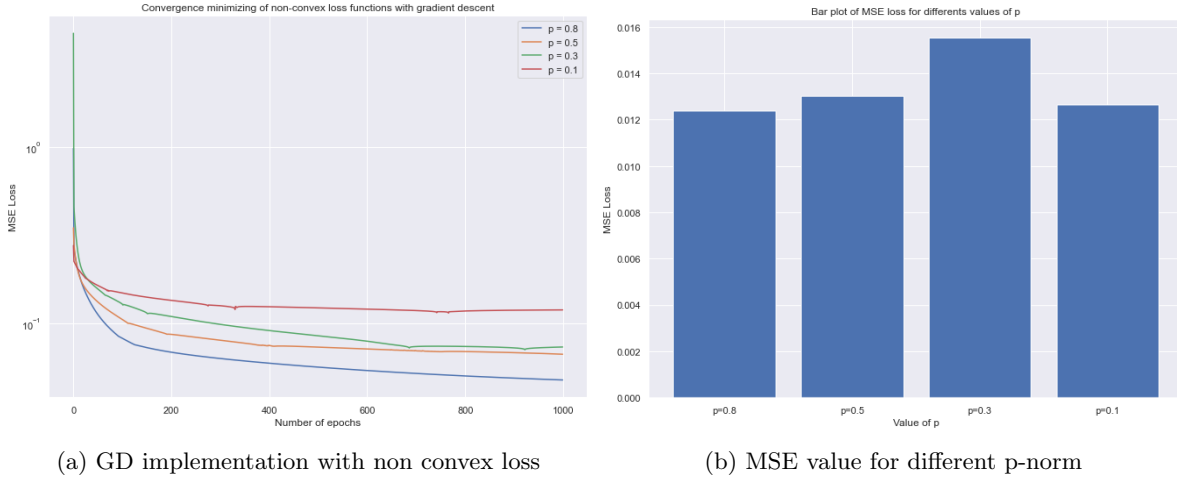 Convergence minimizing of non-convex loss functions with gradient descent
p = 0.8
p = 0.5
p = 0.3
p = 0.1
10⁰
10⁻¹
MSE Loss
0 200 400 600 800 1000
Number of epochs
(a) GD implementation with non convex loss
Bar plot of MSE loss for differents values of p
0.016
0.014
0.012
0.010
0.008
0.006
0.004
0.002
0.000
MSE Loss
p=0.8 p=0.5 p=0.3 p=0.1
Value of p
(b) MSE value for different p-norm